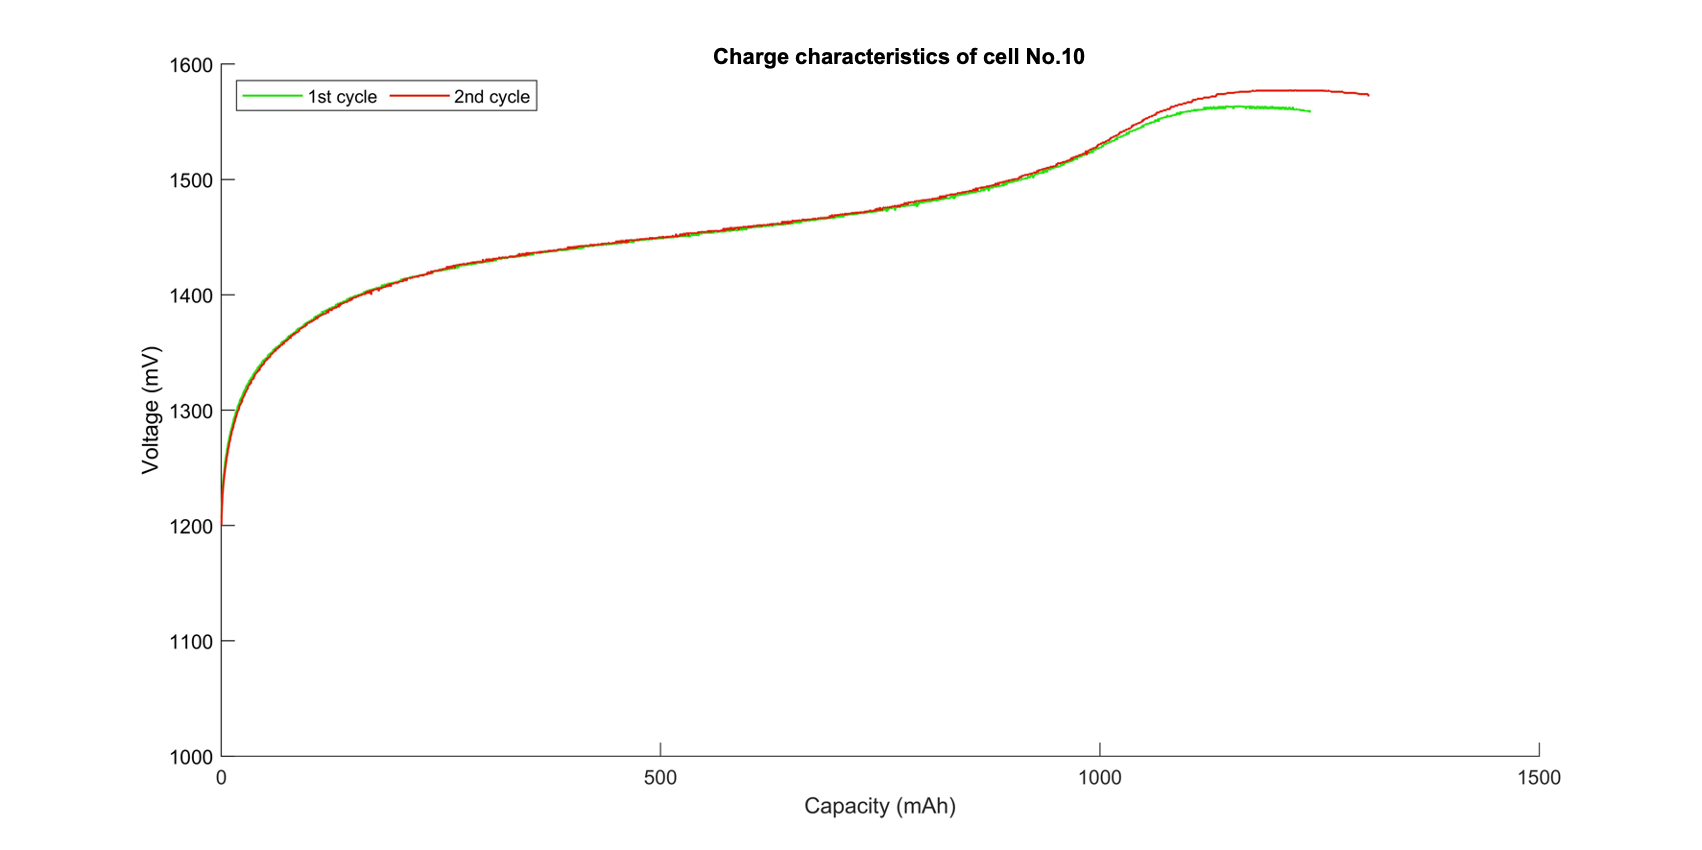 Charge characteristics of cell No.10
1600
1st cycle 2nd cycle
1500
1400
1300
1200
1100
1000
Voltage (mV)
0 500 1000 1500
Capacity (mAh)